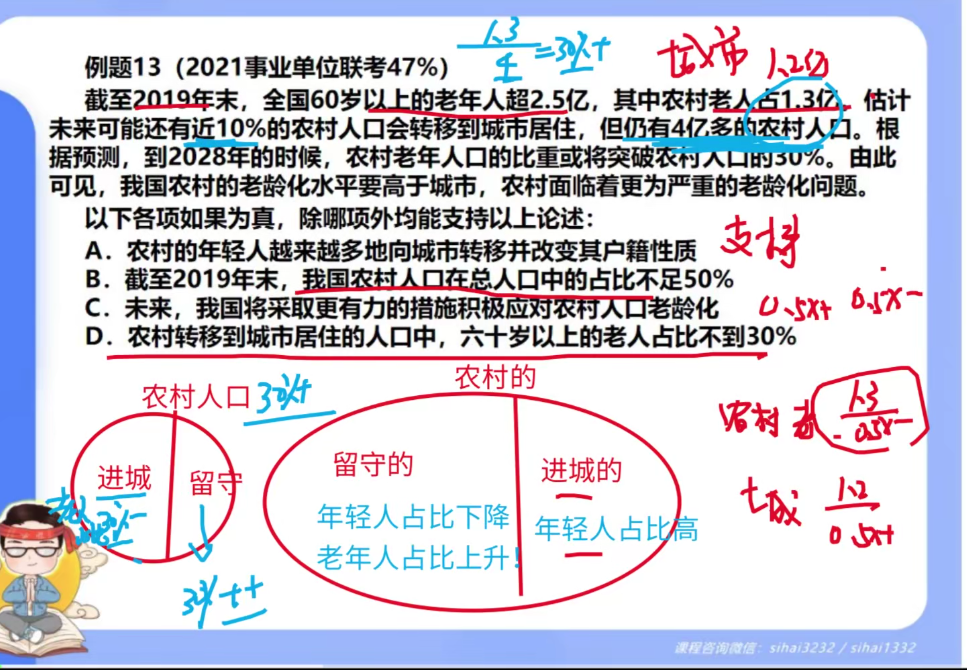 1.3
4 =30%+
城市 1.2亿
例题13（2021事业单位联考47%）
截至2019年末，全国60岁以上的老年人超2.5亿，其中农村老人占1.3亿。估计
未来可能还有近10%的农村人口会转移到城市居住，但仍有4亿多的农村人口。根
据预测，到2028年的时候，农村老年人口的比重或将突破农村人口的30%。由此
可见，我国农村的老龄化水平要高于城市，农村面临着更为严重的老龄化问题。
以下各项如果为真，除哪项外均能支持以上论述：
A．农村的年轻人越来越多地向城市转移并改变其户籍性质
支持
B．截至2019年末，我国农村人口在总人口中的占比不足50%
C．未来，我国将采取更有力的措施积极应对农村人口老龄化
0.5x+ 0.5x-
D．农村转移到城市居住的人口中，六十岁以上的老人占比不到30%
农村人口 30%+
农村的
进城
留守
留守的
进城的
年轻人占比下降
老年人占比上升！
年轻人占比高
30%++
农村老 1.3
0.5x-
城 1.2
0.5x+
课程咨询微信：sihai3232 / sihai1332